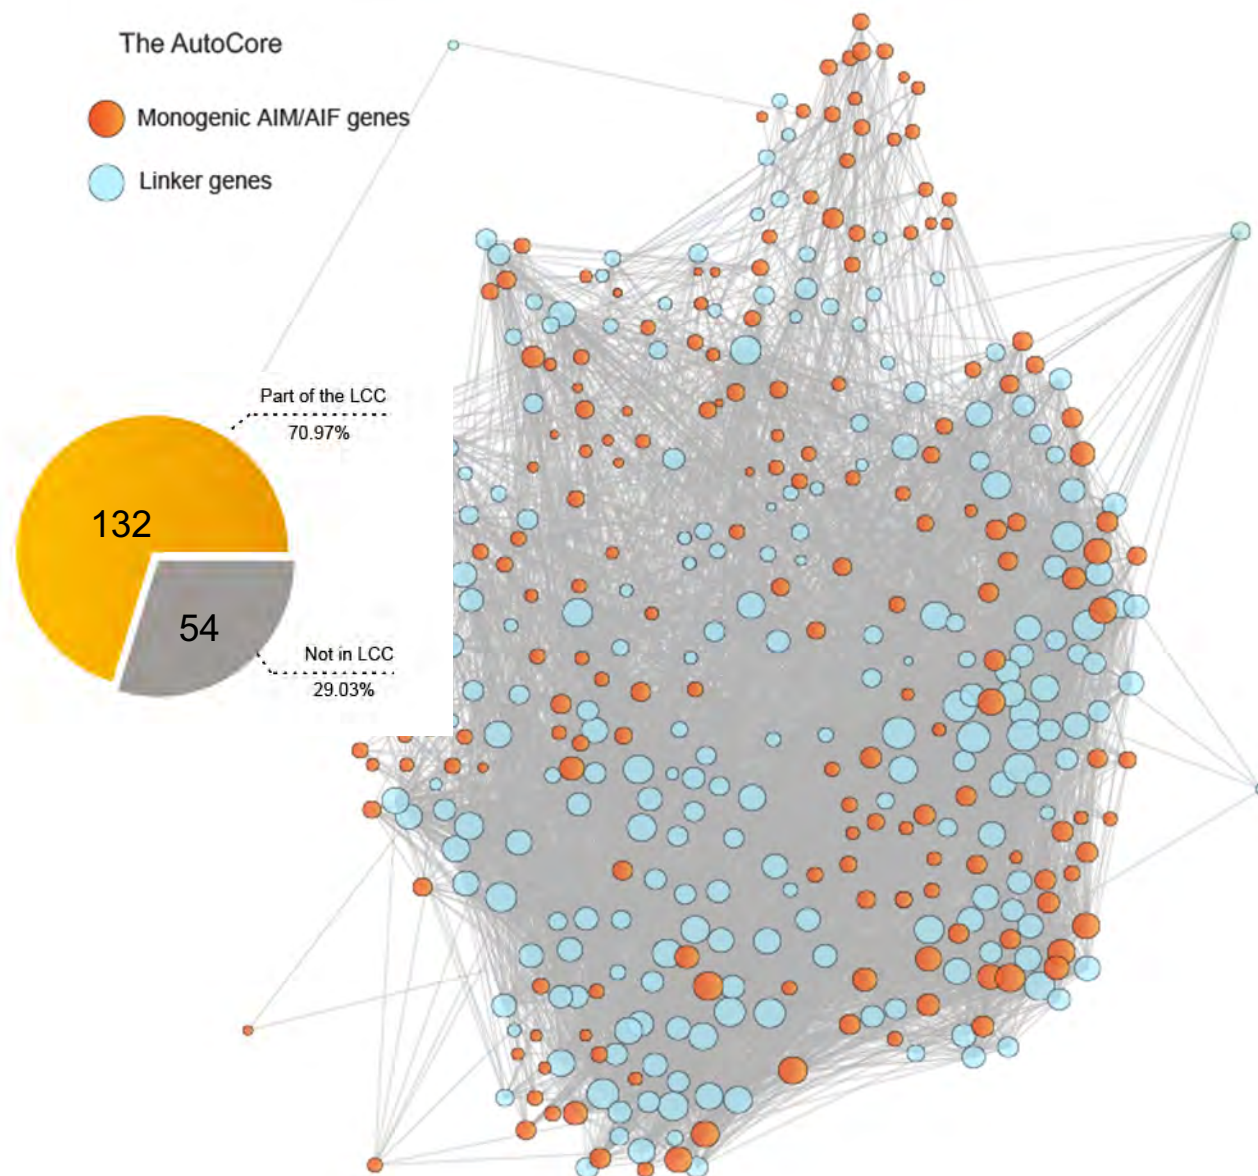 The AutoCore
Monogenic AIM/AIF genes
Linker genes
Part of the LCC
70.97%
132
54
Not in LCC
29.03%